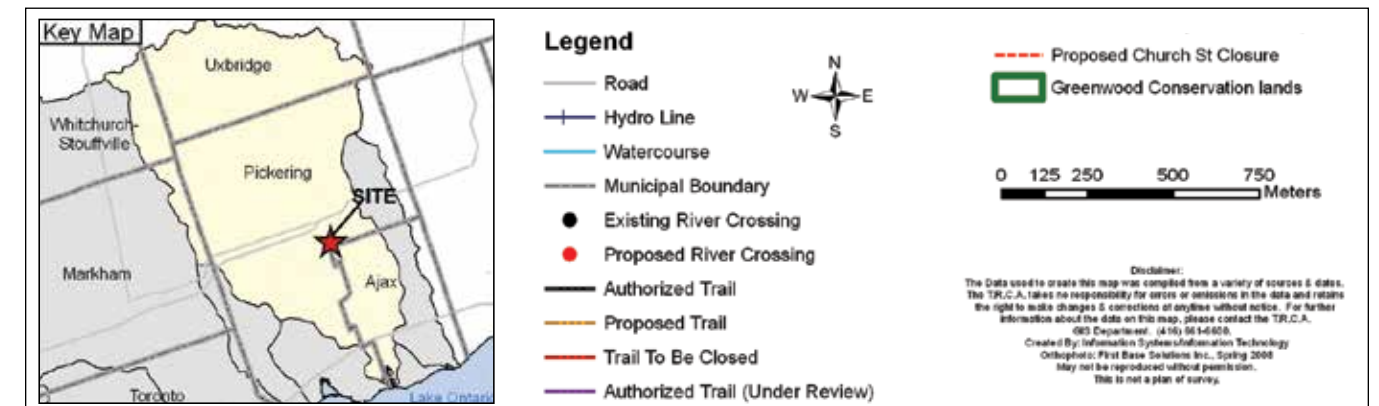 Key Map
Uxbridge
Whitchurch-
Stouffville
Pickering
SITE
Markham
Ajax
Toronto
Lake Ontario
Legend
Road
Hydro Line
Watercourse
Municipal Boundary
Existing River Crossing
Proposed River Crossing
Authorized Trail
Proposed Trail
Trail To Be Closed
Authorized Trail (Under Review)
N
W E
S
Proposed Church St Closure
Greenwood Conservation lands
0 125 250 500 750
Meters
Disclaimer:
The Data used to create this map was compiled from a variety of sources & dates.
The T.R.C.A. takes no responsibility for errors or omissions in the data and retains
the right to make changes & corrections at anytime without notice. For further
information about the data on this map, please contact the T.R.C.A.
GIS Department. (416) 661-6600.
Created By: Information Systems/Information Technology
Orthophoto: First Base Solutions Inc., Spring 2008
May not be reproduced without permission.
This is not a plan of survey.